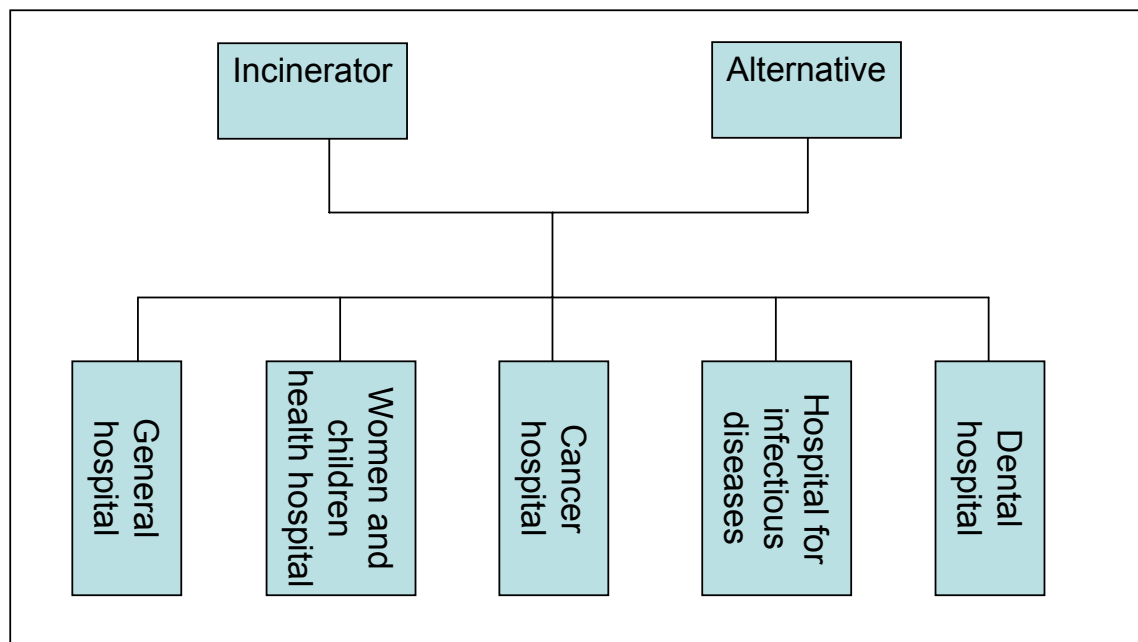 Incinerator
Alternative
General
hospital
Women and
children
health hospital
Cancer
hospital
Hospital for
infectious
diseases
Dental
hospital